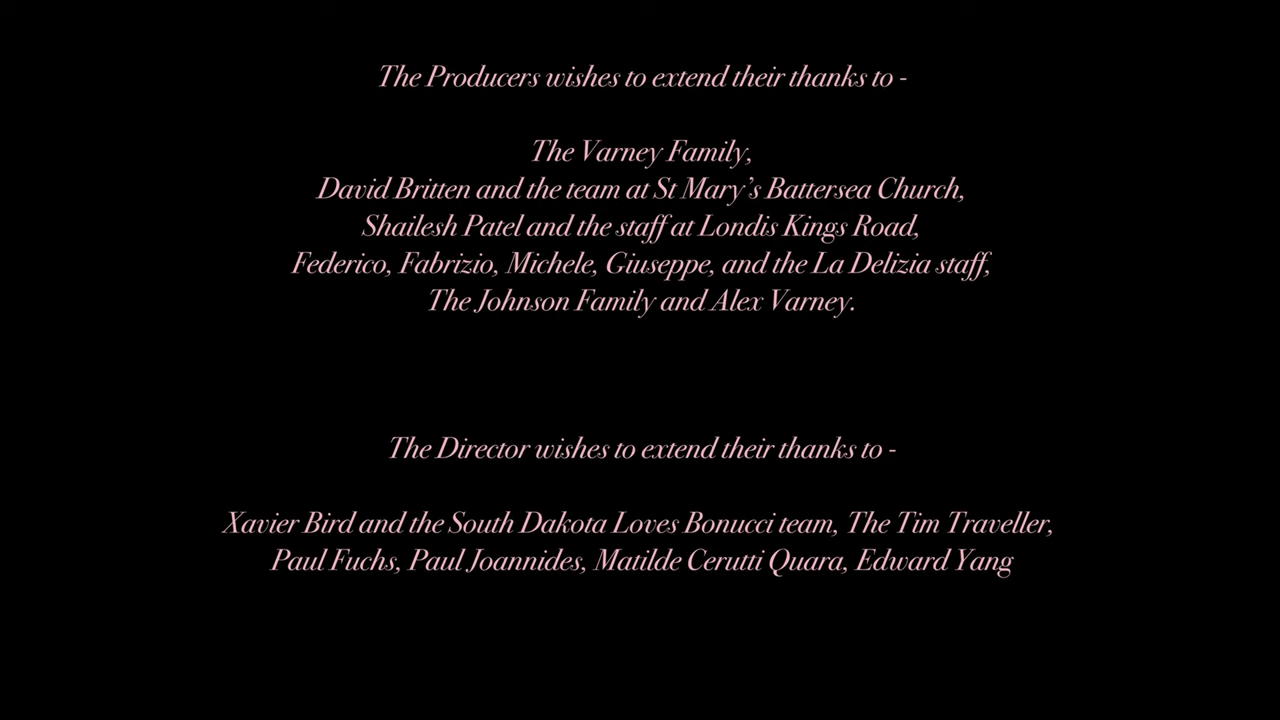 The Producers wishes to extend their thanks to -
The Varney Family,
David Britten and the team at St Mary's Battersea Church,
Shailesh Patel and the staff at Londis Kings Road,
Federico, Fabrizio, Michele, Giuseppe, and the La Delizia staff,
The Johnson Family and Alex Varney.
The Director wishes to extend their thanks to -
Xavier Bird and the South Dakota Loves Bonucci team, The Tim Traveller,
Paul Fuchs, Paul Joannides, Matilde Cerutti Quara, Edward Yang